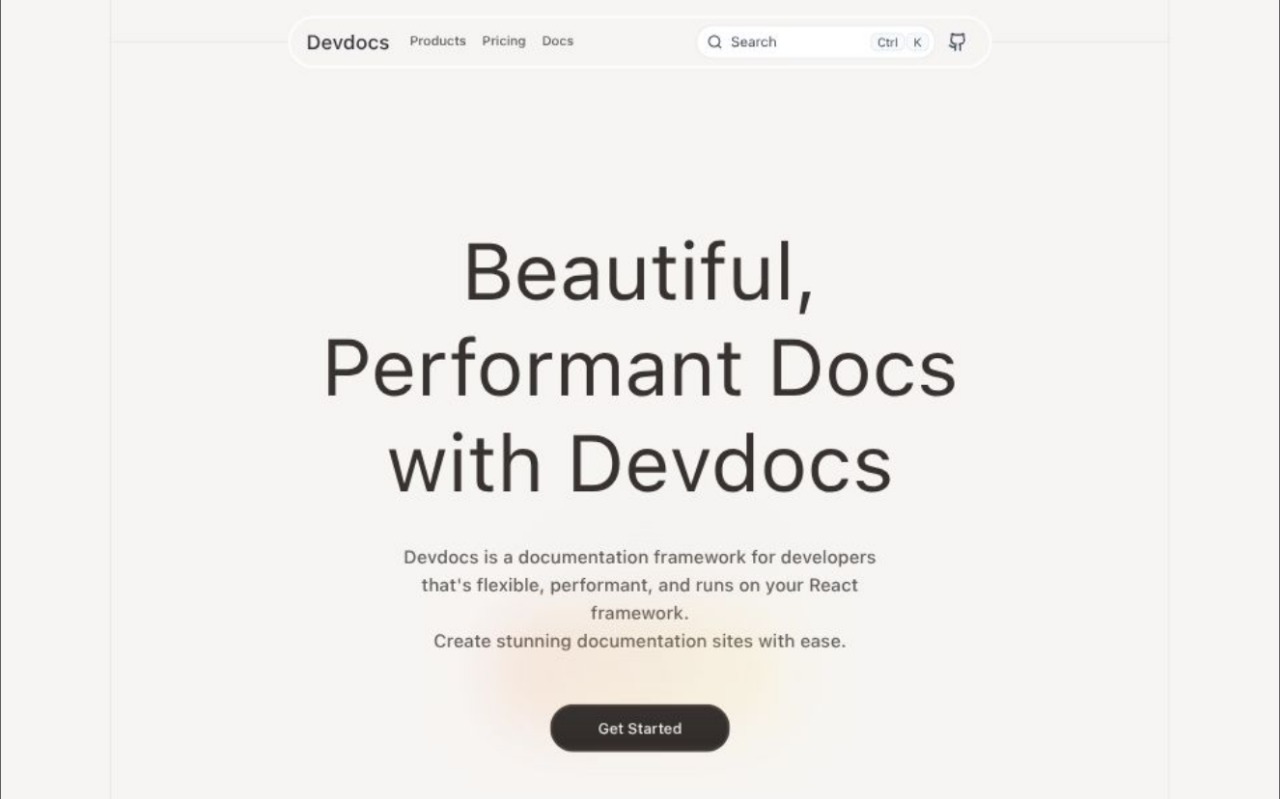 Devdocs Products Pricing Docs Search Ctrl K
Beautiful,
Performant Docs
with Devdocs
Devdocs is a documentation framework for developers
that's flexible, performant, and runs on your React
framework.
Create stunning documentation sites with ease.
Get Started